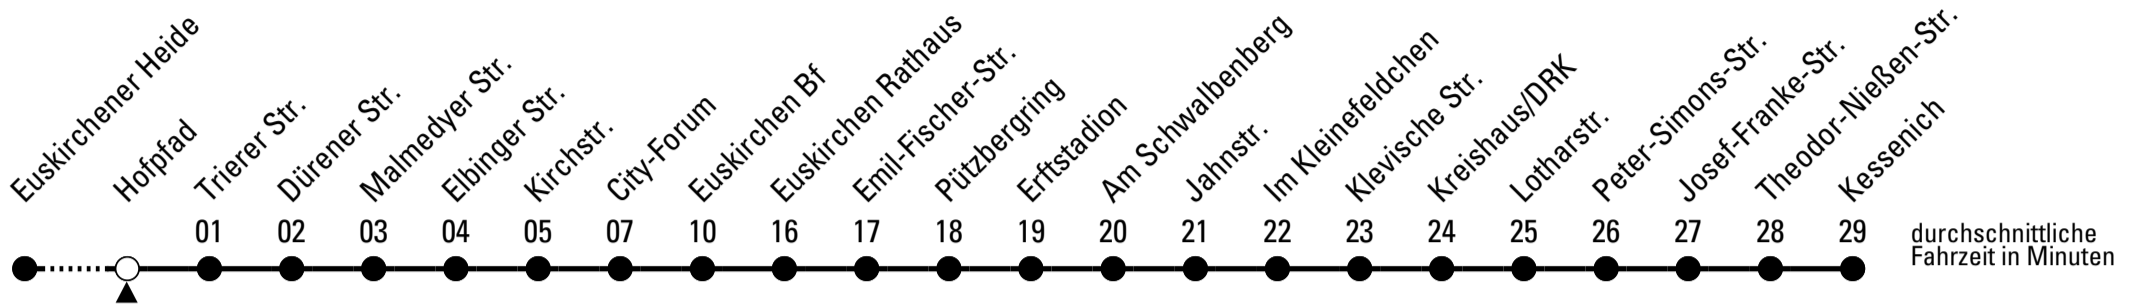 Euskirchener Heide
Hofpfad
Trierer Str.
Dürener Str.
Malmedyer Str.
Elbinger Str.
Kirchstr.
City-Forum
Euskirchen Bf
Euskirchen Rathaus
Emil-Fischer-Str.
Pützbergring
Erftstadion
Am Schwalbenberg
Jahnstr.
Im Kleinefeldchen
Klevische Str.
Kreishaus/DRK
Lotharstr.
Peter-Simons-Str.
Josef-Franke-Str.
Theodor-Nießen-Str.
Kessenich
01 02 03 04 05 07 10 16 17 18 19 20 21 22 23 24 25 26 27 28 29
durchschnittliche
Fahrzeit in Minuten